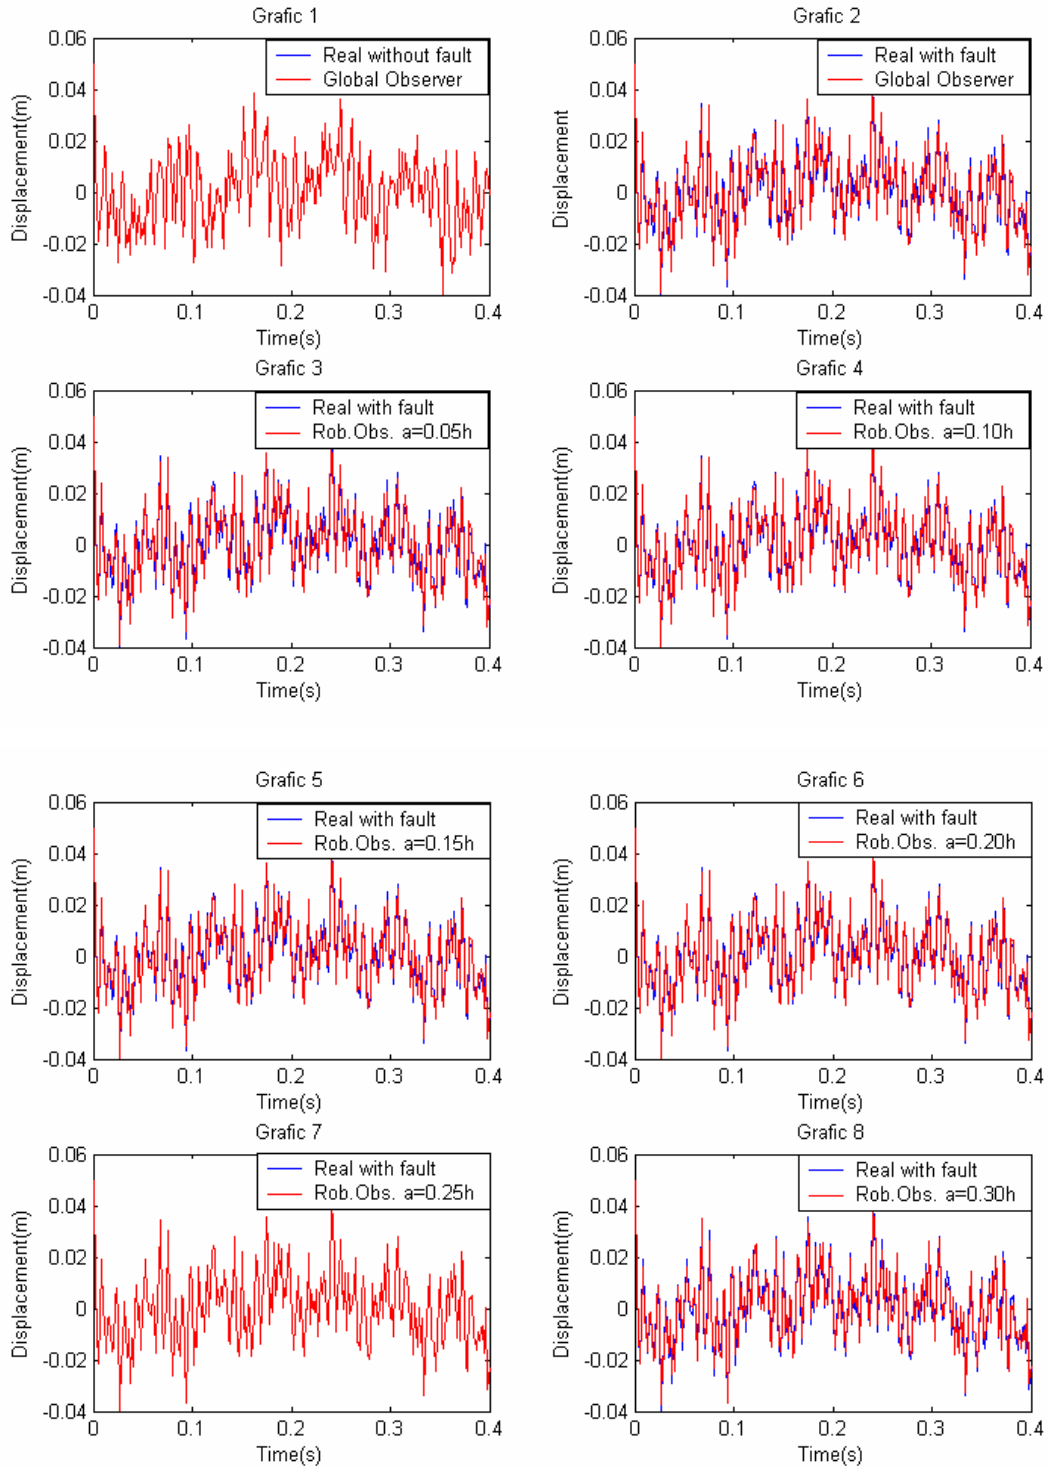 Grafic 1
0.06
0.04
0.02
0
-0.02
-0.04
Displacement(m)
Real without fault
Global Observer
0 0.1 0.2 0.3 0.4
Time(s)
Grafic 2
0.06
0.04
0.02
0
-0.02
-0.04
Displacement
Real with fault
Global Observer
0 0.1 0.2 0.3 0.4
Time(s)
Grafic 3
0.06
0.04
0.02
0
-0.02
-0.04
Displacement(m)
Real with fault
Rob.Obs. a=0.05h
0 0.1 0.2 0.3 0.4
Time(s)
Grafic 4
0.06
0.04
0.02
0
-0.02
-0.04
Displacement(m)
Real with fault
Rob.Obs. a=0.10h
0 0.1 0.2 0.3 0.4
Time(s)
Grafic 5
0.06
0.04
0.02
0
-0.02
-0.04
Displacement(m)
Real with fault
Rob.Obs. a=0.15h
0 0.1 0.2 0.3 0.4
Time(s)
Grafic 6
0.06
0.04
0.02
0
-0.02
-0.04
Displacement(m)
Real with fault
Rob.Obs. a=0.20h
0 0.1 0.2 0.3 0.4
Time(s)
Grafic 7
0.06
0.04
0.02
0
-0.02
-0.04
Displacement(m)
Real with fault
Rob.Obs. a=0.25h
0 0.1 0.2 0.3 0.4
Time(s)
Grafic 8
0.06
0.04
0.02
0
-0.02
-0.04
Displacement(m)
Real with fault
Rob.Obs. a=0.30h
0 0.1 0.2 0.3 0.4
Time(s)